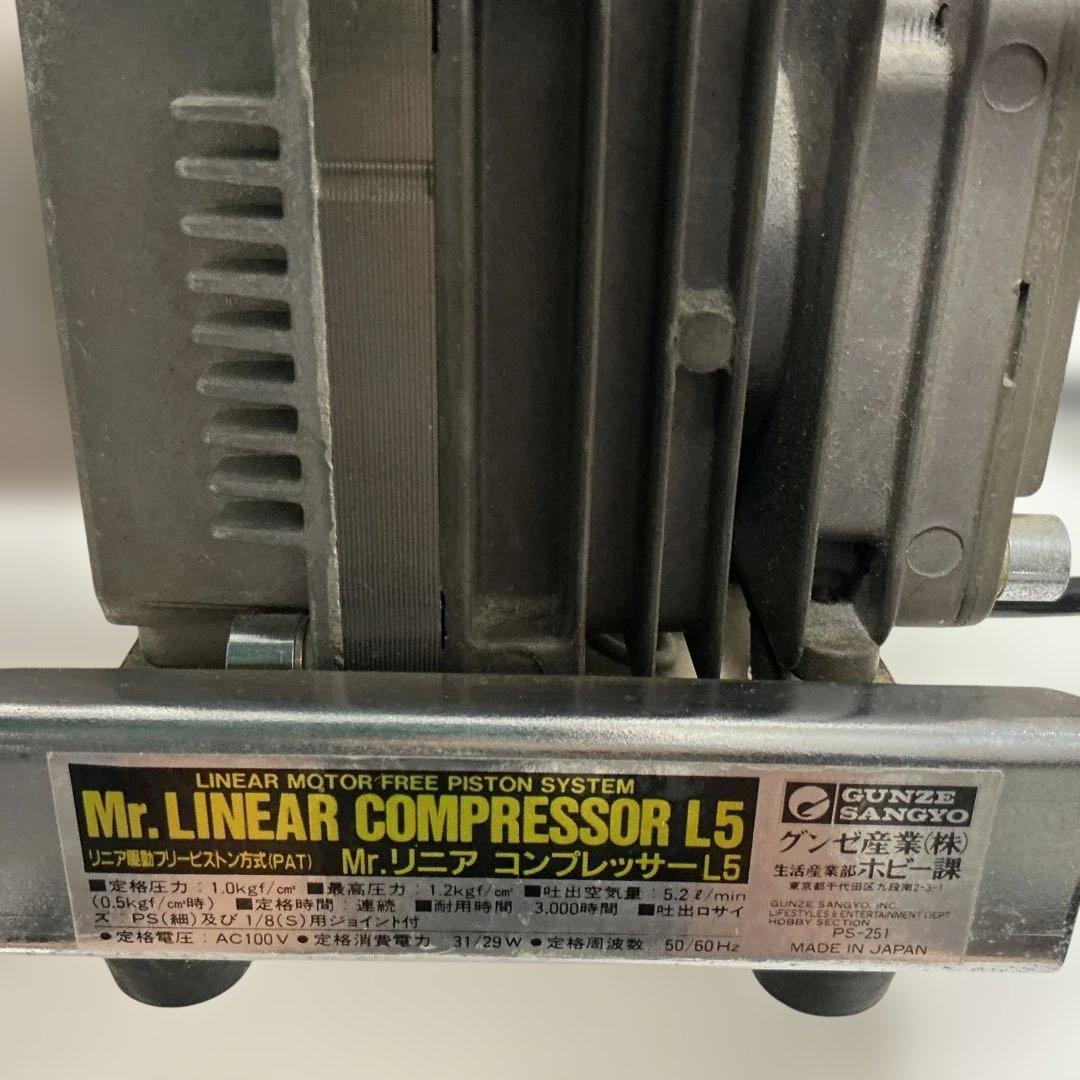 LINEAR MOTOR FREE PISTON SYSTEM
Mr. LINEAR COMPRESSOR L5
リニア駆動フリーピストン方式(PAT) Mr.リニア コンプレッサーL5
■定格圧力：1.0kgf/cm² ■最高圧力：1.2kgf/cm² ■吐出空気量：5.2ℓ/min
(0.5kgf/cm²時) ■定格時間：連続 ■耐用時間：3,000時間 ■吐出口サイ
ズ：PS(細)及び 1/8(S)用ジョイント付
●定格電圧：AC100V ●定格消費電力 31/29W ●定格周波数 50/60Hz
GUNZE
SANGYO
グンゼ産業(株)
生活産業部ホビー課
東京都千代田区九段南2-3-1
GUNZE SANGYO, INC.
LIFESTYLES & ENTERTAINMENT DEPT
HOBBY SECTION
PS-251
MADE IN JAPAN